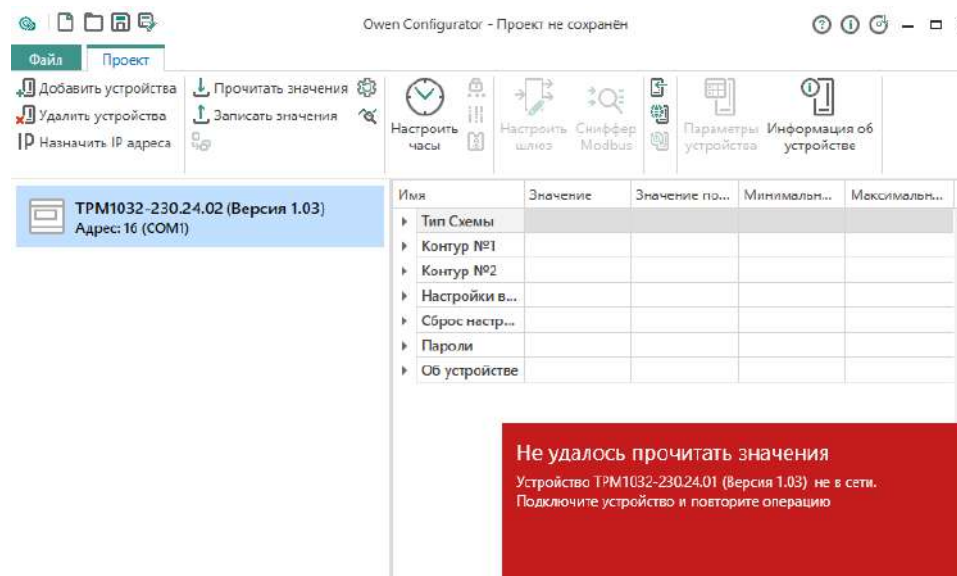 Owen Configurator - Проект не сохранён
Файл Проект
Добавить устройства
Удалить устройства
IP Назначить IP адреса
Прочитать значения
Записать значения
Настроить часы
Настроить шлюз
Сниффер Modbus
Параметры устройства
Информация об устройстве
ТРМ1032-230.24.02 (Версия 1.03)
Адрес: 16 (COM1)
Имя Значение Значение по... Минимальн... Максимальн...
Тип Схемы
Контур №1
Контур №2
Настройки в...
Сброс настр...
Пароли
Об устройстве
Не удалось прочитать значения
Устройство ТРМ1032-230.24.01 (Версия 1.03) не в сети.
Подключите устройство и повторите операцию